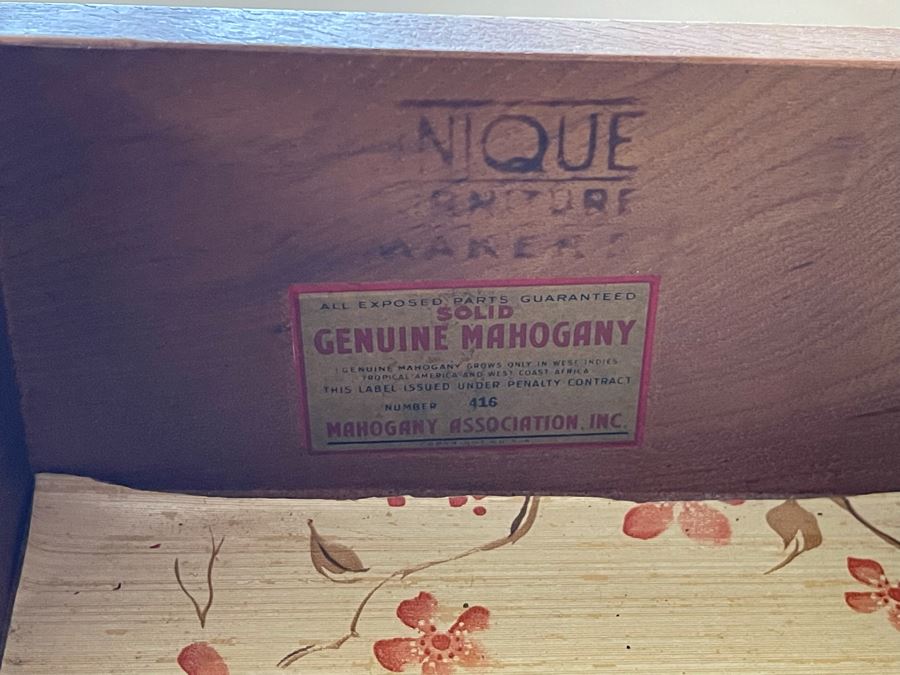 NIQUE
ALL EXPOSED PARTS GUARANTEED
SOLID
GENUINE MAHOGANY
GENUINE MAHOGANY GROWS ONLY IN WEST INDIES
TROPICAL AMERICA AND WEST COAST AFRICA
THIS LABEL ISSUED UNDER PENALTY CONTRACT
NUMBER 416
MAHOGANY ASSOCIATION, INC.